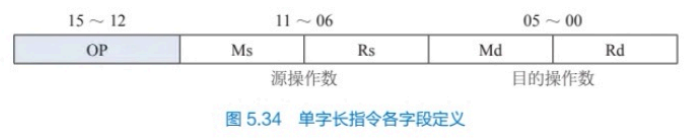 15 ～ 12 11 ～ 06 05 ～ 00
OP Ms Rs Md Rd
源操作数 目的操作数
图 5.34 单字长指令各字段定义